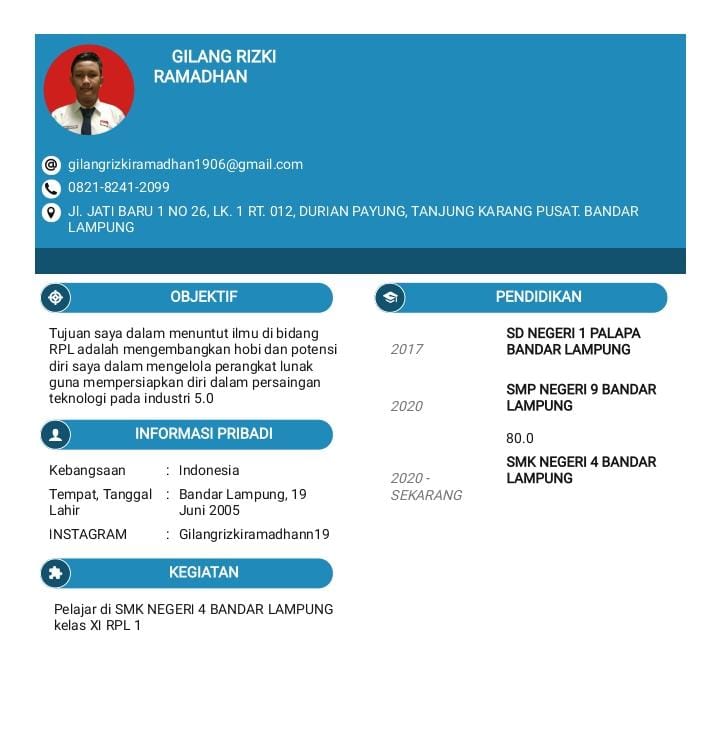 GILANG RIZKI
RAMADHAN
gilangrizkiramadhan1906@gmail.com
0821-8241-2099
Jl. JATI BARU 1 NO 26, LK. 1 RT. 012, DURIAN PAYUNG, TANJUNG KARANG PUSAT. BANDAR
LAMPUNG
OBJEKTIF
Tujuan saya dalam menuntut ilmu di bidang
RPL adalah mengembangkan hobi dan potensi
diri saya dalam mengelola perangkat lunak
guna mempersiapkan diri dalam persaingan
teknologi pada industri 5.0
INFORMASI PRIBADI
Kebangsaan : Indonesia
Tempat, Tanggal : Bandar Lampung, 19
Lahir Juni 2005
INSTAGRAM : Gilangrizkiramadhann19
KEGIATAN
Pelajar di SMK NEGERI 4 BANDAR LAMPUNG
kelas XI RPL 1
PENDIDIKAN
SD NEGERI 1 PALAPA
2017 BANDAR LAMPUNG
SMP NEGERI 9 BANDAR
2020 LAMPUNG
80.0
SMK NEGERI 4 BANDAR
2020 - LAMPUNG
SEKARANG